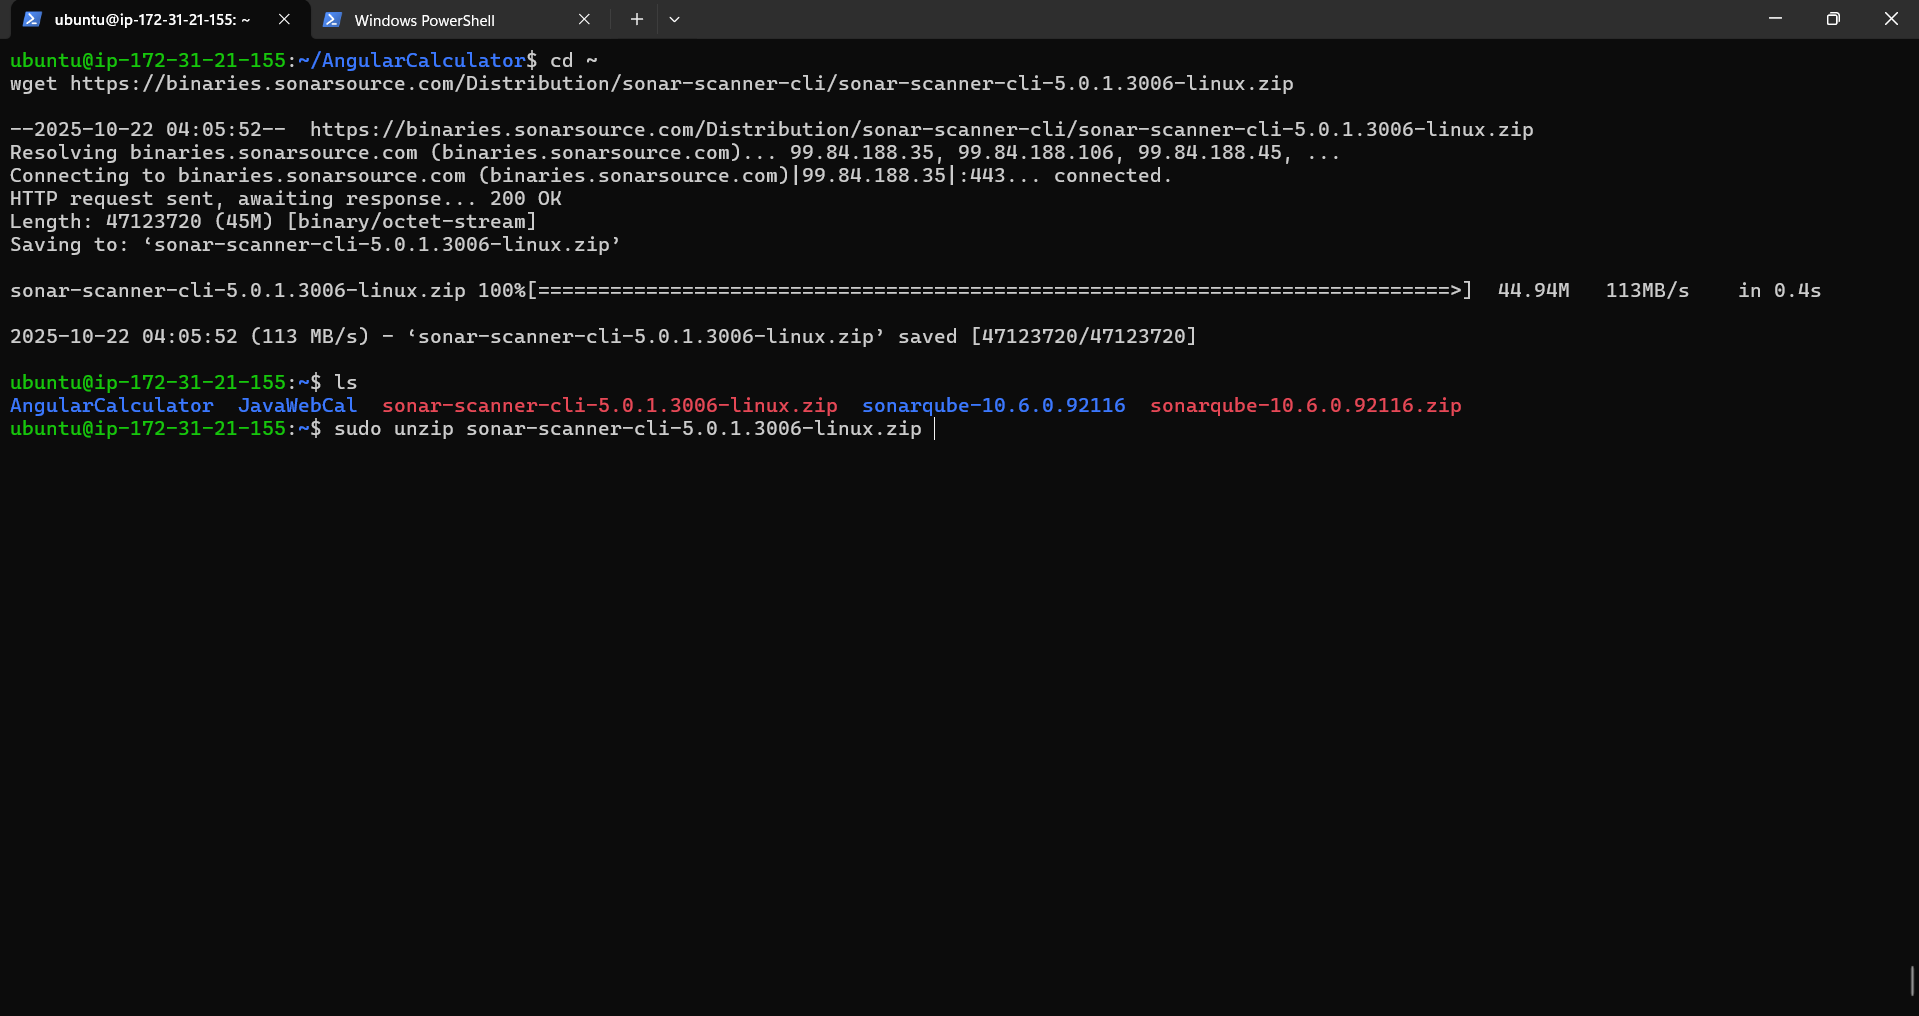 ubuntu@ip-172-31-21-155: ~
Windows PowerShell
ubuntu@ip-172-31-21-155:~/AngularCalculator$ cd ~
wget https://binaries.sonarsource.com/Distribution/sonar-scanner-cli/sonar-scanner-cli-5.0.1.3006-linux.zip
--2025-10-22 04:05:52--  https://binaries.sonarsource.com/Distribution/sonar-scanner-cli/sonar-scanner-cli-5.0.1.3006-linux.zip
Resolving binaries.sonarsource.com (binaries.sonarsource.com)... 99.84.188.35, 99.84.188.106, 99.84.188.45, ...
Connecting to binaries.sonarsource.com (binaries.sonarsource.com)|99.84.188.35|:443... connected.
HTTP request sent, awaiting response... 200 OK
Length: 47123720 (45M) [binary/octet-stream]
Saving to: ‘sonar-scanner-cli-5.0.1.3006-linux.zip’
sonar-scanner-cli-5.0.1.3006-linux.zip 100%[============================================================================>]  44.94M   113MB/s    in 0.4s
2025-10-22 04:05:52 (113 MB/s) - ‘sonar-scanner-cli-5.0.1.3006-linux.zip’ saved [47123720/47123720]
ubuntu@ip-172-31-21-155:~$ ls
AngularCalculator  JavaWebCal  sonar-scanner-cli-5.0.1.3006-linux.zip  sonarqube-10.6.0.92116  sonarqube-10.6.0.92116.zip
ubuntu@ip-172-31-21-155:~$ sudo unzip sonar-scanner-cli-5.0.1.3006-linux.zip